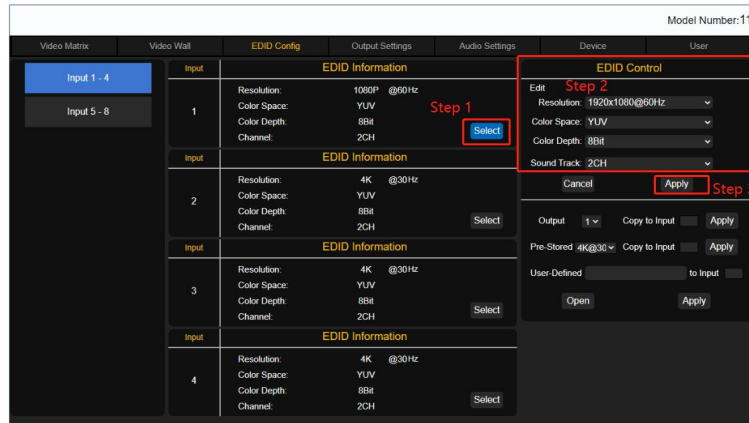 Model Number:11
Video Matrix Video Wall EDID Config Output Settings Audio Settings Device User
Input 1 - 4
Input 5 - 8
Input EDID Information
1
Resolution: 1080P @60Hz
Color Space: YUV
Color Depth: 8Bit
Channel: 2CH
Step 1
Select
Input EDID Information
2
Resolution: 4K @30Hz
Color Space: YUV
Color Depth: 8Bit
Channel: 2CH
Select
Input EDID Information
3
Resolution: 4K @30Hz
Color Space: YUV
Color Depth: 8Bit
Channel: 2CH
Select
Input EDID Information
4
Resolution: 4K @30Hz
Color Space: YUV
Color Depth: 8Bit
Channel: 2CH
Select
EDID Control
Edit Step 2
Resolution: 1920x1080@60Hz
Color Space: YUV
Color Depth: 8Bit
Sound Track: 2CH
Cancel Apply Step
Output 1 Copy to Input Apply
Pre-Stored 4K@30 Copy to Input Apply
User-Defined to Input
Open Apply